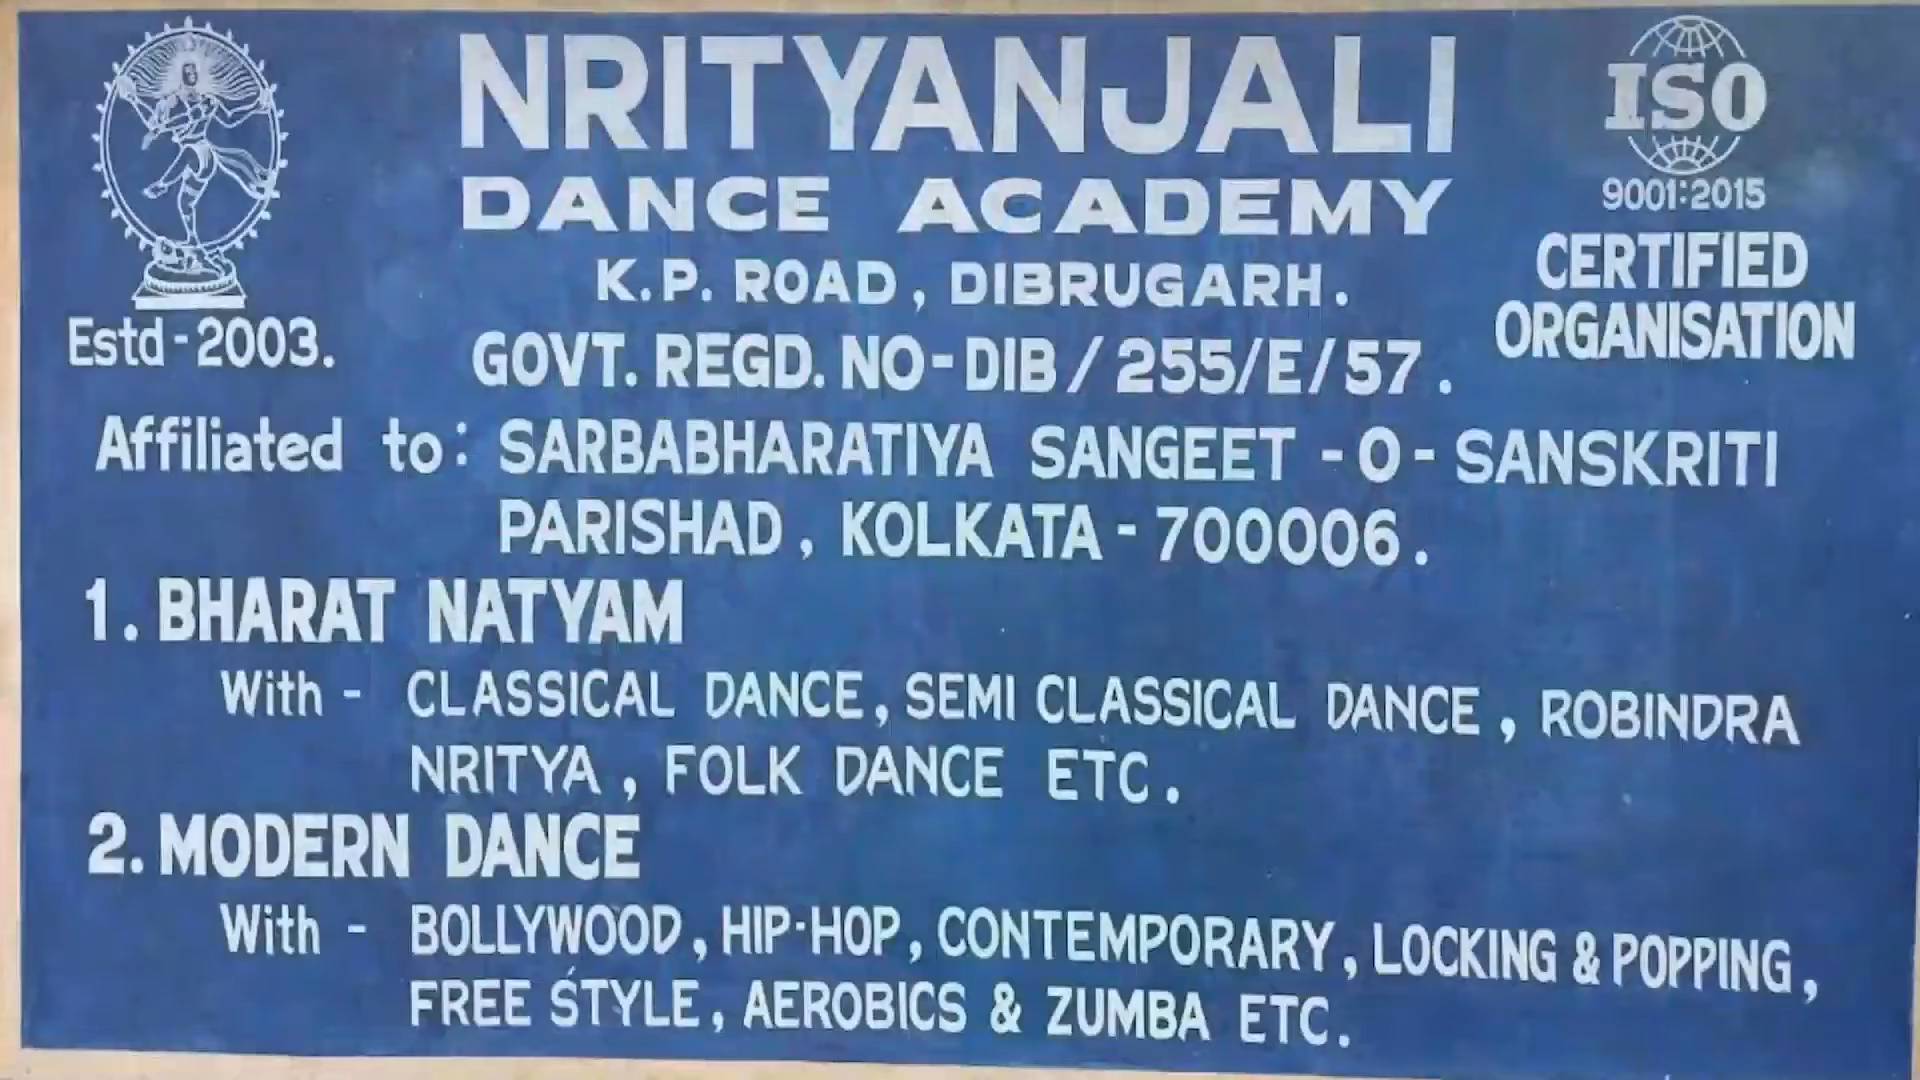 NRITYANJALI
DANCE ACADEMY
K.P. ROAD, DIBRUGARH.
GOVT. REGD. NO-DIB/255/E/57.
Estd-2003.
ISO
9001:2015
CERTIFIED
ORGANISATION
Affiliated to: SARBABHARATIYA SANGEET -O- SANSKRITI
PARISHAD, KOLKATA-700006.
1. BHARAT NATYAM
With - CLASSICAL DANCE, SEMI CLASSICAL DANCE, ROBINDRA
NRITYA, FOLK DANCE ETC.
2. MODERN DANCE
With - BOLLYWOOD, HIP-HOP, CONTEMPORARY, LOCKING & POPPING,
FREE STYLE, AEROBICS & ZUMBA ETC.